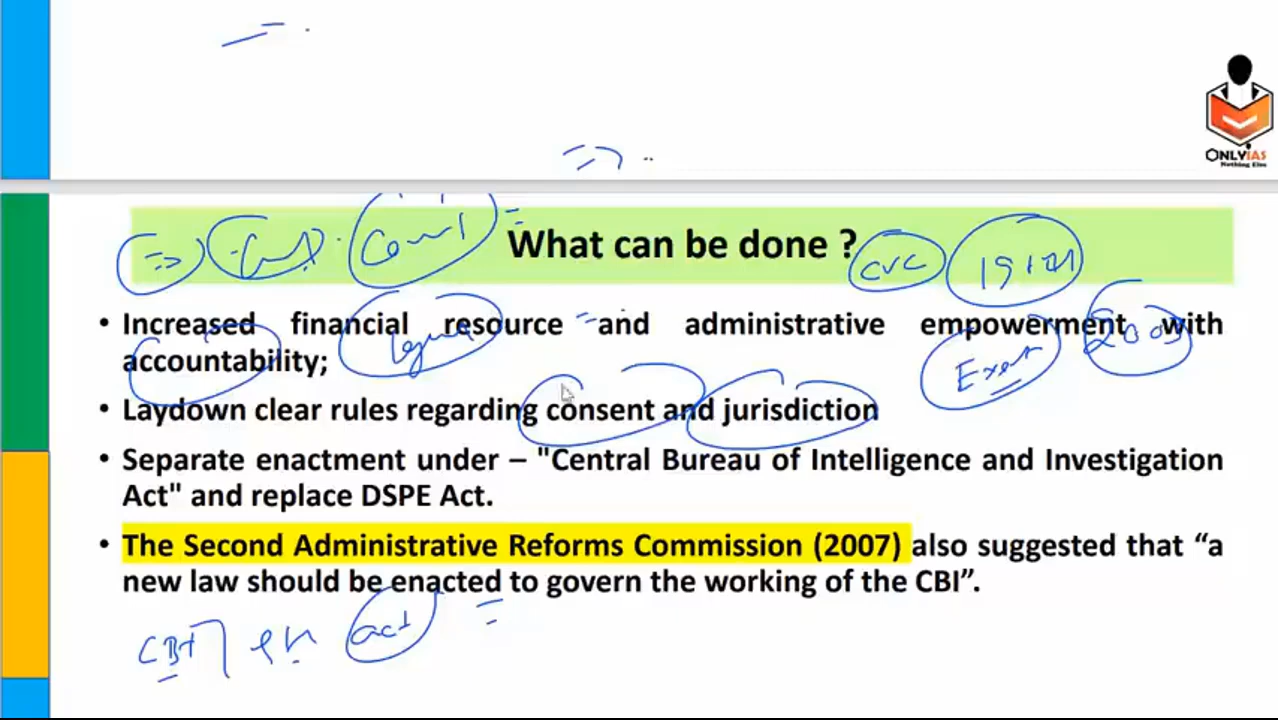 ONLYIAS
Nothing Else
What can be done ?
CVC
• Increased financial resource and administrative empowerment with
accountability;
• Laydown clear rules regarding consent and jurisdiction
• Separate enactment under – "Central Bureau of Intelligence and Investigation
Act" and replace DSPE Act.
• The Second Administrative Reforms Commission (2007) also suggested that “a
new law should be enacted to govern the working of the CBI”.
CBI
act